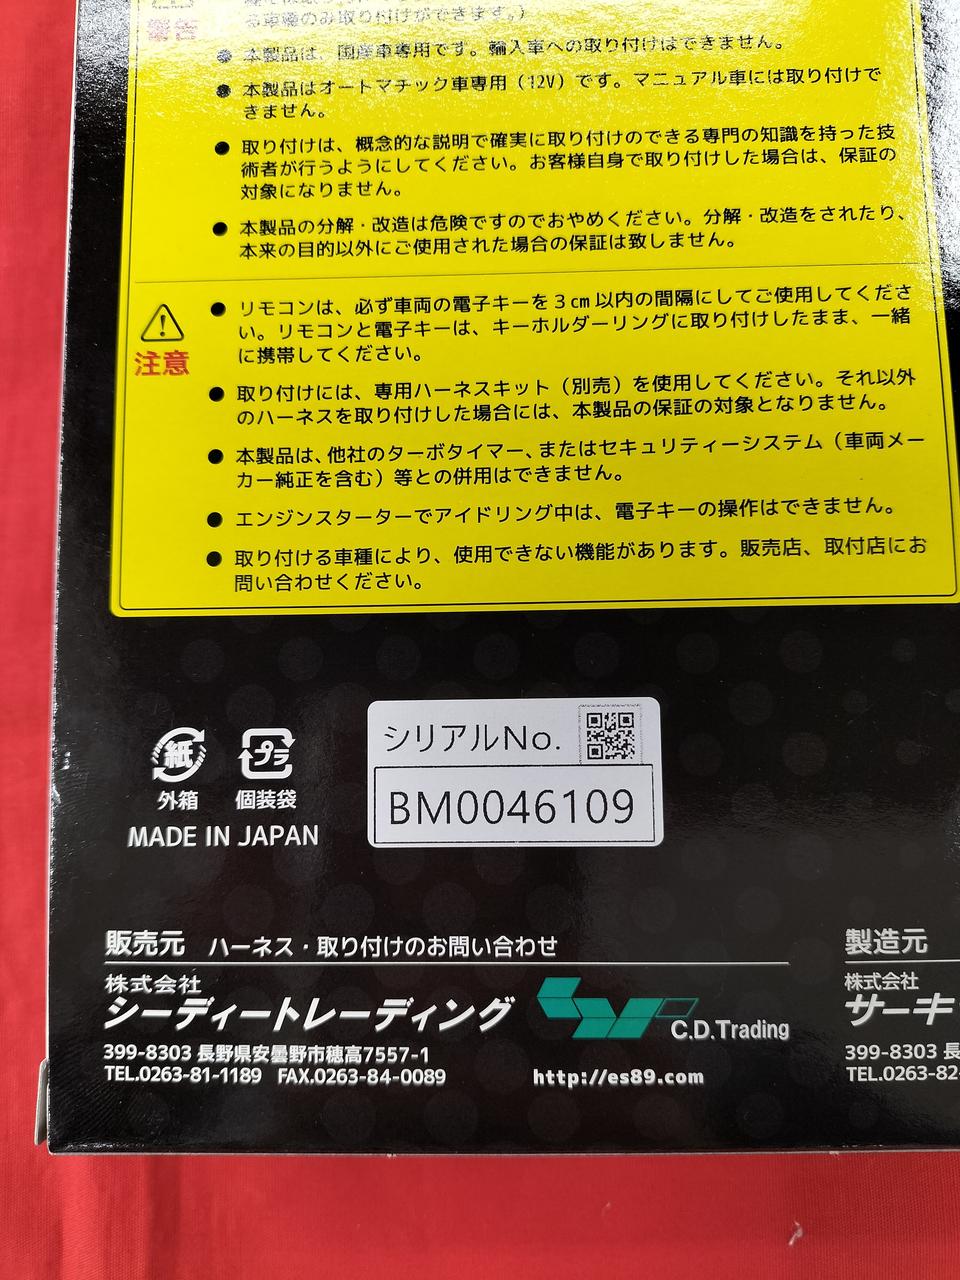 る車種のみ取り付けができます。)
警告
● 本製品は、国産車専用です。輸入車への取り付けはできません。
● 本製品はオートマチック車専用（12V）です。マニュアル車には取り付けで
きません。
● 取り付けは、概念的な説明で確実に取り付けのできる専門の知識を持った技
術者が行うようにしてください。お客様自身で取り付けした場合は、保証の
対象になりません。
● 本製品の分解・改造は危険ですのでおやめください。分解・改造をされたり、
本来の目的以外にご使用された場合の保証は致しません。
注意
● リモコンは、必ず車両の電子キーを3cm以内の間隔にしてご使用してくださ
い。リモコンと電子キーは、キーホルダーリングに取り付けしたまま、一緒
に携帯してください。
● 取り付けには、専用ハーネスキット（別売）を使用してください。それ以外
のハーネスを取り付けした場合には、本製品の保証の対象となりません。
● 本製品は、他社のターボタイマー、またはセキュリティーシステム（車両メー
カー純正を含む）等との併用はできません。
● エンジンスターターでアイドリング中は、電子キーの操作はできません。
● 取り付ける車種により、使用できない機能があります。販売店、取付店にお
問い合わせください。
シリアルNo.
BM0046109
紙 プラ
外箱 個装袋
MADE IN JAPAN
販売元 ハーネス・取り付けのお問い合わせ
株式会社
シーディートレーディング
C.D.Trading
399-8303 長野県安曇野市穂高7557-1
TEL.0263-81-1189 FAX.0263-84-0089
http://es89.com
製造元
株式会社
サーキ
399-8303 長
TEL.0263-82-